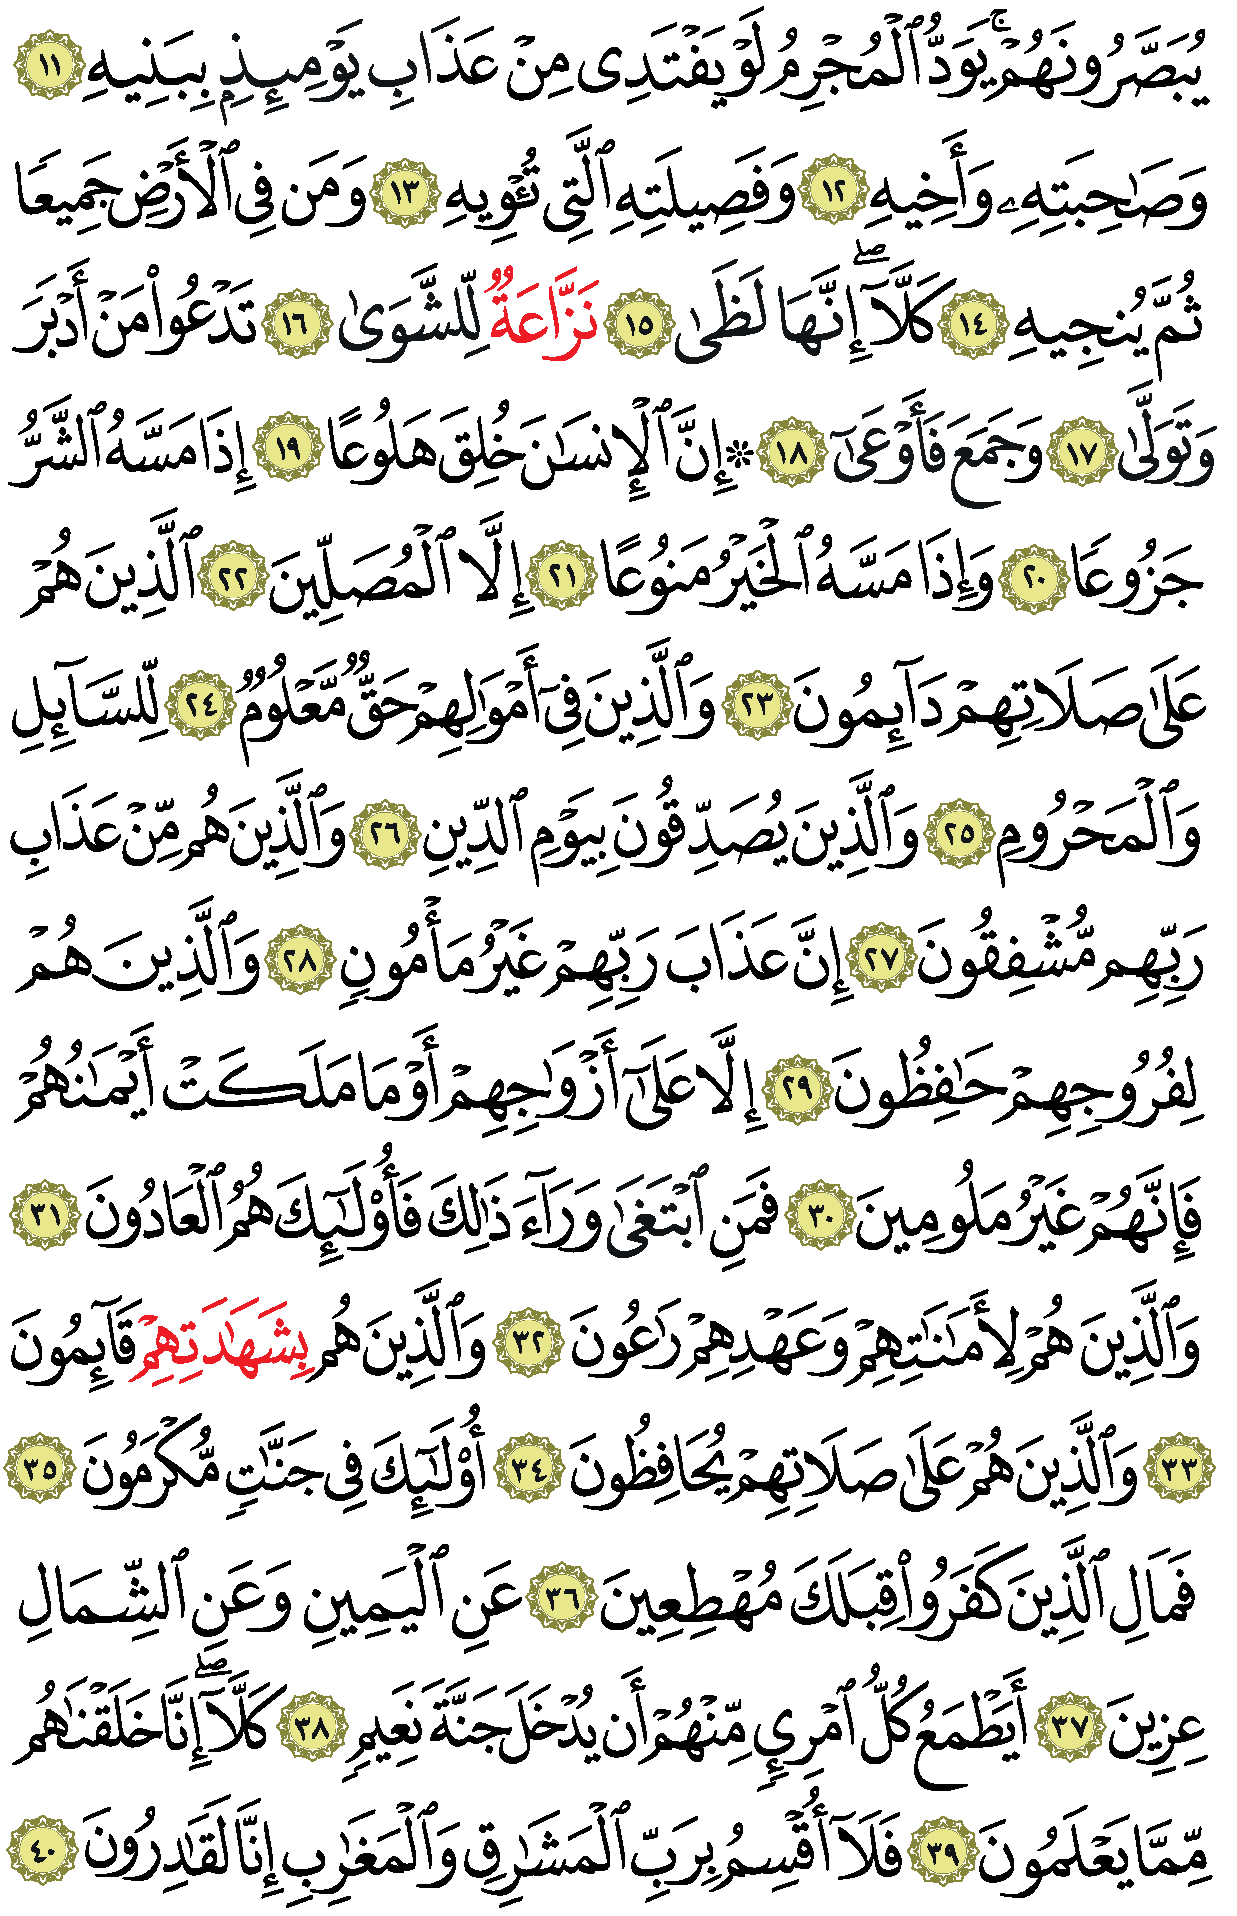 يُبَصَّرُونَهُمْۚ يَوَدُّ ٱلْمُجْرِمُ لَوْ يَفْتَدِى مِنْ عَذَابِ يَوْمِئِذِۭ بِبَنِيهِ ١١
وَصَٰحِبَتِهِۦ وَأَخِيهِ ١٢ وَفَصِيلَتِهِ ٱلَّتِى تُـْٔوِيهِ ١٣ وَمَن فِى ٱلْأَرْضِ جَمِيعًا
ثُمَّ يُنجِيهِ ١٤ كَلَّآۖ إِنَّهَا لَظَىٰ ١٥ نَزَّاعَةٌ لِّلشَّوَىٰ ١٦ تَدْعُوا۟ مَنْ أَدْبَرَ
وَتَوَلَّىٰ ١٧ وَجَمَعَ فَأَوْعَىٰٓ ١٨ ۞ إِنَّ ٱلْإِنسَٰنَ خُلِقَ هَلُوعًا ١٩ إِذَا مَسَّهُ ٱلشَّرُّ
جَزُوعًا ٢٠ وَإِذَا مَسَّهُ ٱلْخَيْرُ مَنُوعًا ٢١ إِلَّا ٱلْمُصَلِّينَ ٢٢ ٱلَّذِينَ هُمْ
عَلَىٰ صَلَاتِهِمْ دَآئِمُونَ ٢٣ وَٱلَّذِينَ فِىٓ أَمْوَٰلِهِمْ حَقٌّ مَّعْلُومٌ ٢٤ لِّلسَّآئِلِ
وَٱلْمَحْرُومِ ٢٥ وَٱلَّذِينَ يُصَدِّقُونَ بِيَوْمِ ٱلدِّينِ ٢٦ وَٱلَّذِينَ هُم مِّنْ عَذَابِ
رَبِّهِم مُّشْفِقُونَ ٢٧ إِنَّ عَذَابَ رَبِّهِمْ غَيْرُ مَأْمُونٍ ٢٨ وَٱلَّذِينَ هُمْ
لِفُرُوجِهِمْ حَٰفِظُونَ ٢٩ إِلَّا عَلَىٰٓ أَزْوَٰجِهِمْ أَوْ مَا مَلَكَتْ أَيْمَٰنُهُمْ
فَإِنَّهُمْ غَيْرُ مَلُومِينَ ٣٠ فَمَنِ ٱبْتَغَىٰ وَرَآءَ ذَٰلِكَ فَأُو۟لَٰٓئِكَ هُمُ ٱلْعَادُونَ ٣١
وَٱلَّذِينَ هُمْ لِأَمَٰنَٰتِهِمْ وَعَهْدِهِمْ رَٰعُونَ ٣٢ وَٱلَّذِينَ هُم بِشَهَٰدَتِهِمْ قَآئِمُونَ
٣٣ وَٱلَّذِينَ هُمْ عَلَىٰ صَلَاتِهِمْ يُحَافِظُونَ ٣٤ أُو۟لَٰٓئِكَ فِى جَنَّٰتٍ مُّكْرَمُونَ ٣٥
فَمَالِ ٱلَّذِينَ كَفَرُوا۟ قِبَلَكَ مُهْطِعِينَ ٣٦ عَنِ ٱلْيَمِينِ وَعَنِ ٱلشِّمَالِ
عِزِينَ ٣٧ أَيَطْمَعُ كُلُّ ٱمْرِئٍ مِّنْهُمْ أَن يُدْخَلَ جَنَّةَ نَعِيمٍ ٣٨ كَلَّآۖ إِنَّا خَلَقْنَٰهُم
مِّمَّا يَعْلَمُونَ ٣٩ فَلَآ أُقْسِمُ بِرَبِّ ٱلْمَشَٰرِقِ وَٱلْمَغَٰرِبِ إِنَّا لَقَٰدِرُونَ ٤٠